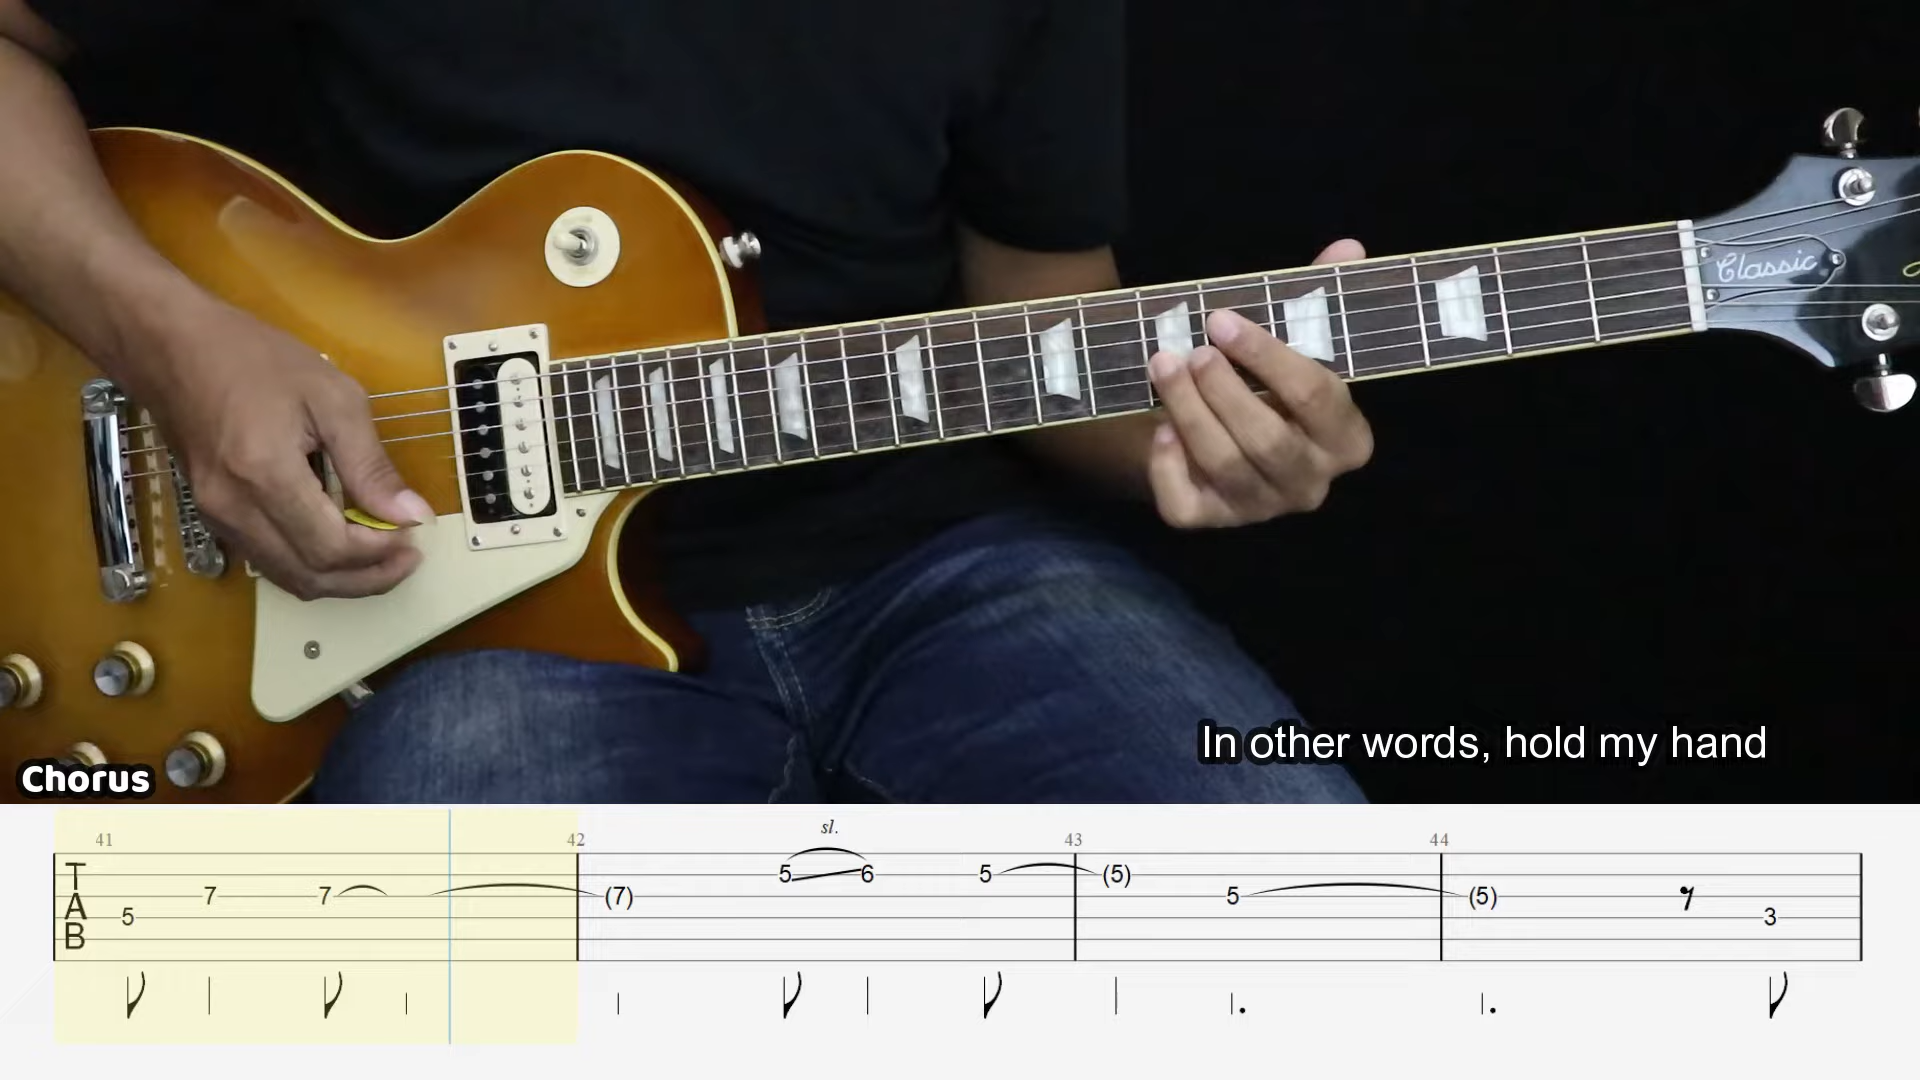 Classic
In other words, hold my hand
Chorus
41 42 43 44
sl.
T A B
5 7 7 (7) 5 6 5 (5) 5 (5) 3